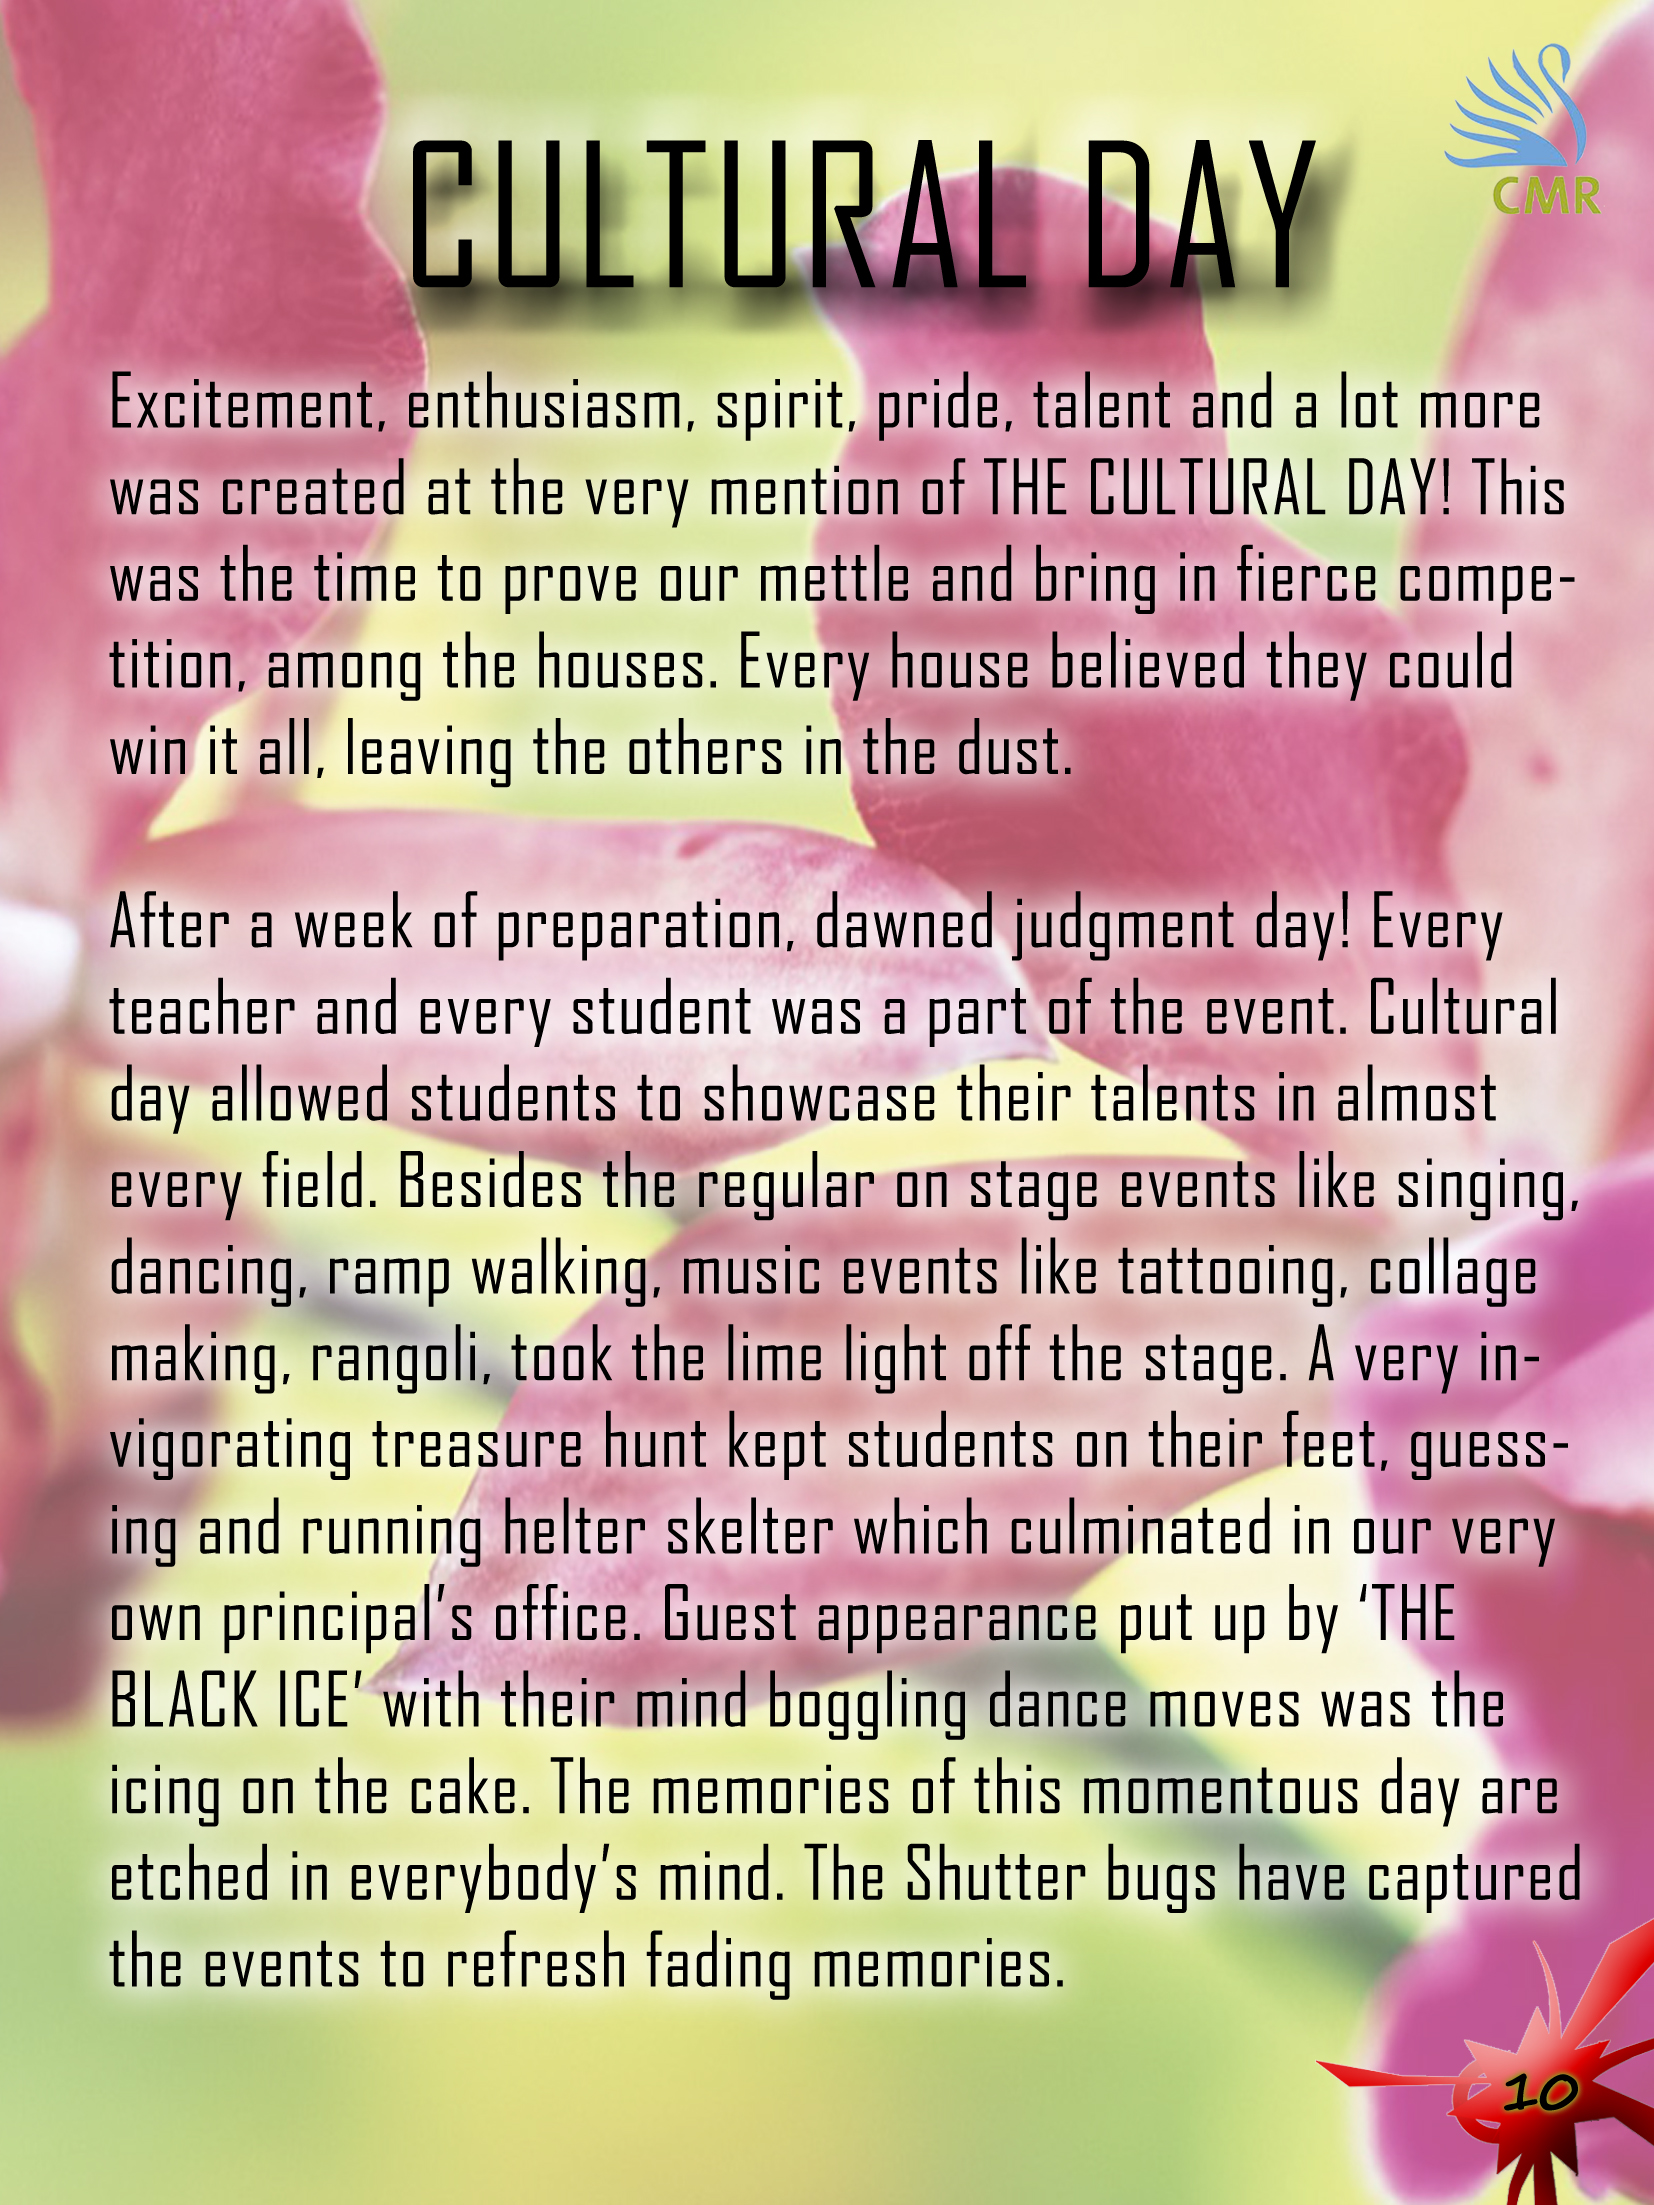 CMR
CULTURAL DAY
Excitement, enthusiasm, spirit, pride, talent and a lot more
was created at the very mention of THE CULTURAL DAY! This
was the time to prove our mettle and bring in fierce compe-
tition, among the houses. Every house believed they could
win it all, leaving the others in the dust.
After a week of preparation, dawned judgment day! Every
teacher and every student was a part of the event. Cultural
day allowed students to showcase their talents in almost
every field. Besides the regular on stage events like singing,
dancing, ramp walking, music events like tattooing, collage
making, rangoli, took the lime light off the stage. A very in-
vigorating treasure hunt kept students on their feet, guess-
ing and running helter skelter which culminated in our very
own principal’s office. Guest appearance put up by ‘THE
BLACK ICE’ with their mind boggling dance moves was the
icing on the cake. The memories of this momentous day are
etched in everybody’s mind. The Shutter bugs have captured
the events to refresh fading memories.
10